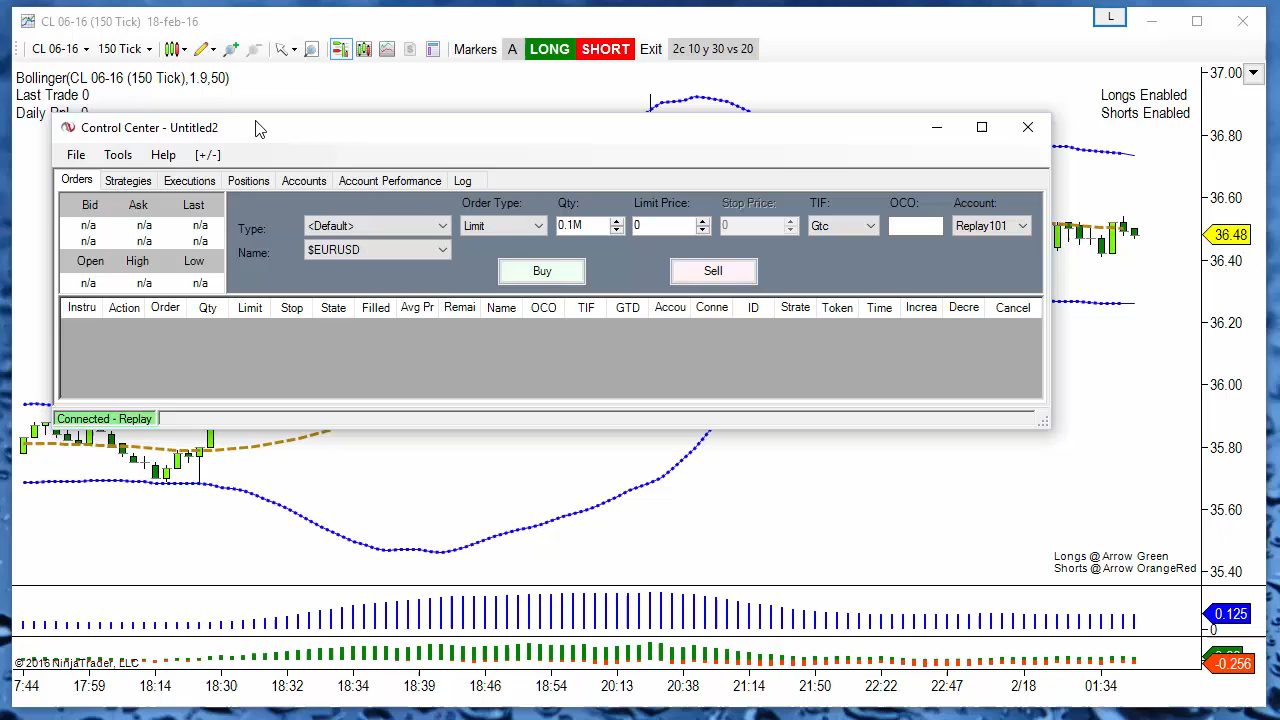 CL 06-16 (150 Tick)  18-feb-16
L
CL 06-16 150 Tick Markers A LONG SHORT Exit 2c 10 y 30 vs 20
Bollinger(CL 06-16 (150 Tick),1.9,50)
Last Trade 0
Daily PnL 0
Longs Enabled
Shorts Enabled
37.00
36.80
36.60
36.48
36.40
36.20
36.00
35.80
35.60
35.40
Control Center - Untitled2
File Tools Help [+/-]
Orders Strategies Executions Positions Accounts Account Performance Log
Bid Ask Last
n/a n/a n/a
n/a n/a n/a
Open High Low
n/a n/a n/a
Order Type: Qty: Limit Price: Stop Price: TIF: OCO: Account:
Type: <Default> Limit 0.1M 0 0 Gtc Replay101
Name: $EURUSD
Buy Sell
Instru Action Order Qty Limit Stop State Filled Avg Pr Remai Name OCO TIF GTD Accou Conne ID Strate Token Time Increa Decre Cancel
Connected - Replay
Longs @ Arrow Green
Shorts @ Arrow OrangeRed
0.125
0
-0.256
© 2016 NinjaTrader, LLC
7:44 17:59 18:14 18:30 18:32 18:34 18:39 18:46 18:54 20:13 20:38 21:14 21:50 22:22 22:47 2/18 01:34